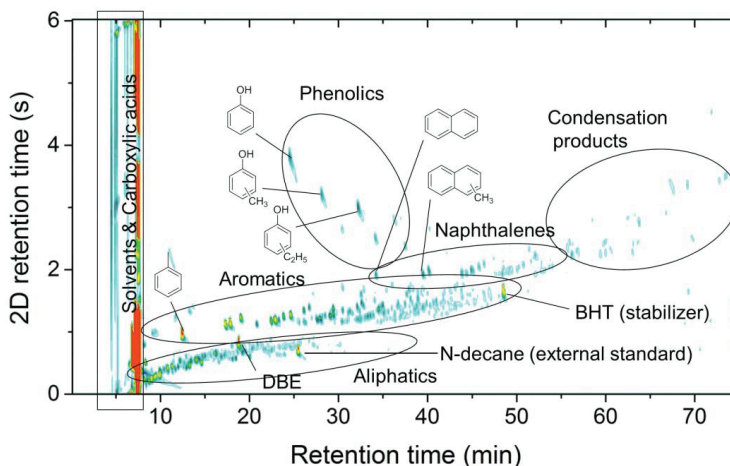 6
4
2
0
2D retention time (s)
10
20
30
40
50
60
70
Retention time (min)
Solvents & Carboxylic acids
Phenolics
OH
OH
CH₃
OH
C₂H₅
CH₃
Condensation
products
Naphthalenes
Aromatics
BHT (stabilizer)
N-decane (external standard)
DBE
Aliphatics